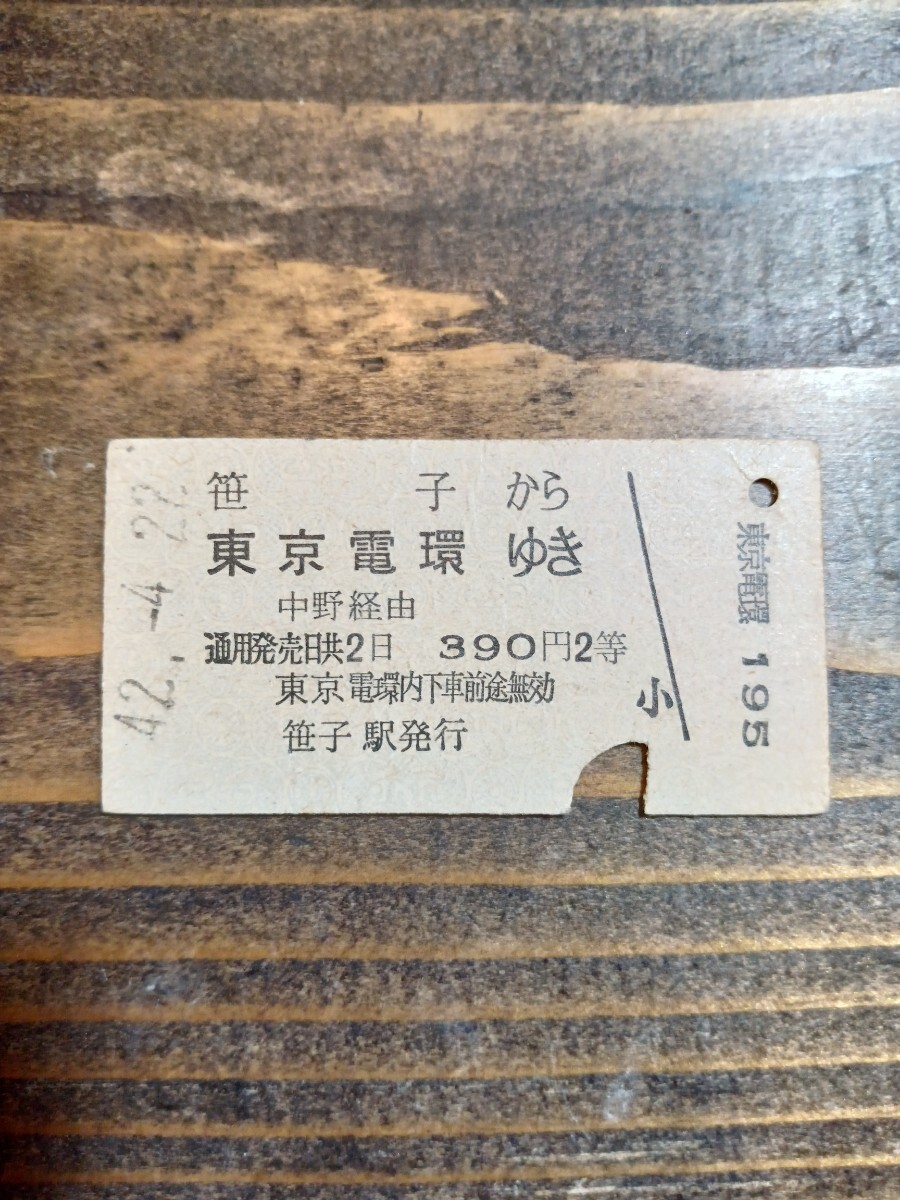 笹子から
東京電環ゆき
中野経由
通用発売日共2日 390円2等
東京電環内下車前途無効
笹子駅発行
小
東京電環 195
42.-4.22